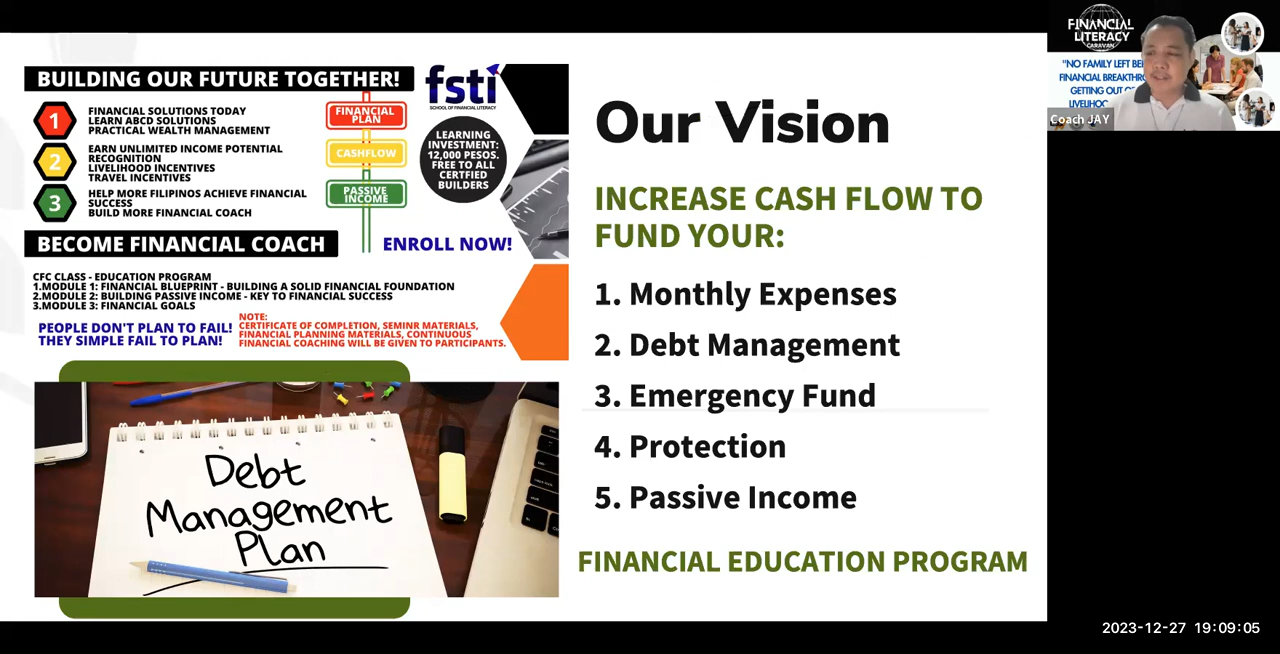 BUILDING OUR FUTURE TOGETHER!
fsti
SCHOOL OF FINANCIAL LITERACY
1
FINANCIAL SOLUTIONS TODAY
LEARN ABCD SOLUTIONS
PRACTICAL WEALTH MANAGEMENT
2
EARN UNLIMITED INCOME POTENTIAL
RECOGNITION
LIVELIHOOD INCENTIVES
TRAVEL INCENTIVES
3
HELP MORE FILIPINOS ACHIEVE FINANCIAL
SUCCESS
BUILD MORE FINANCIAL COACH
FINANCIAL
PLAN
CASHFLOW
PASSIVE
INCOME
LEARNING
INVESTMENT:
12,000 PESOS.
FREE TO ALL
CERTFIED
BUILDERS
BECOME FINANCIAL COACH
ENROLL NOW!
CFC CLASS - EDUCATION PROGRAM
1.MODULE 1: FINANCIAL BLUEPRINT - BUILDING A SOLID FINANCIAL FOUNDATION
2.MODULE 2: BUILDING PASSIVE INCOME - KEY TO FINANCIAL SUCCESS
3.MODULE 3: FINANCIAL GOALS
PEOPLE DON'T PLAN TO FAIL!
THEY SIMPLE FAIL TO PLAN!
NOTE:
CERTIFICATE OF COMPLETION, SEMINR MATERIALS,
FINANCIAL PLANNING MATERIALS, CONTINUOUS
FINANCIAL COACHING WILL BE GIVEN TO PARTICIPANTS.
Debt
Management
Plan
Our Vision
INCREASE CASH FLOW TO
FUND YOUR:
1. Monthly Expenses
2. Debt Management
3. Emergency Fund
4. Protection
5. Passive Income
FINANCIAL EDUCATION PROGRAM
FINANCIAL
LITERACY
CARAVAN
"NO FAMILY LEFT
FINANCIAL
GETTING OUT
Coach JAY
2023-12-27 19:09:05